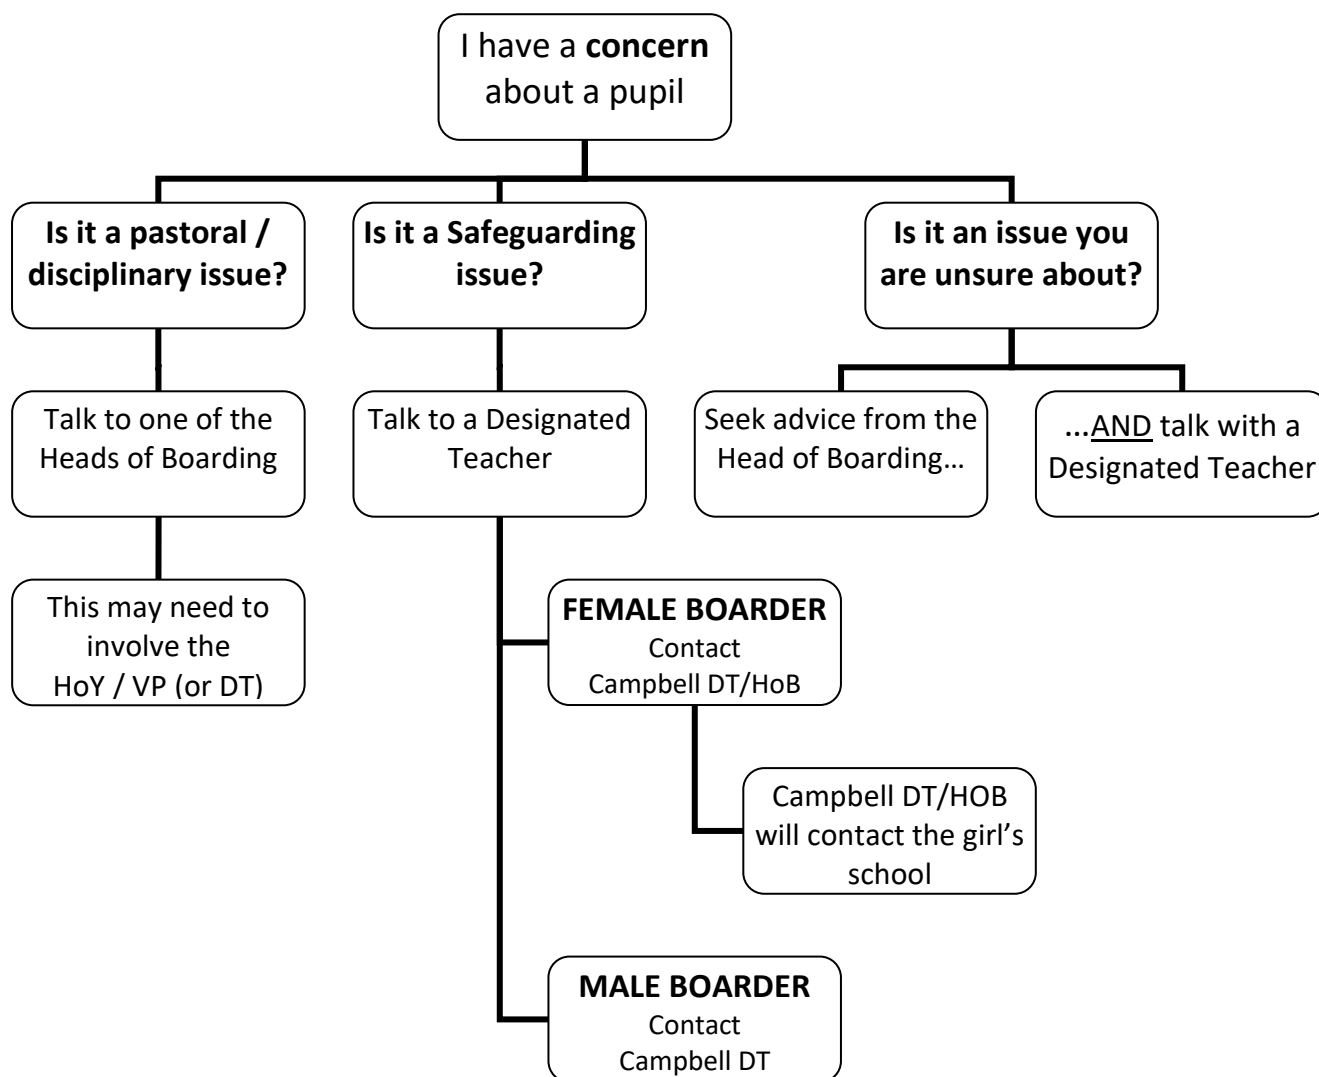 I have a concern
about a pupil
Is it a pastoral /
disciplinary issue?
Is it a Safeguarding
issue?
Is it an issue you
are unsure about?
Talk to one of the
Heads of Boarding
Talk to a Designated
Teacher
Seek advice from the
Head of Boarding…
…AND talk with a
Designated Teacher
This may need to
involve the
HoY / VP (or DT)
FEMALE BOARDER
Contact
Campbell DT/HoB
Campbell DT/HOB
will contact the girl’s
school
MALE BOARDER
Contact
Campbell DT